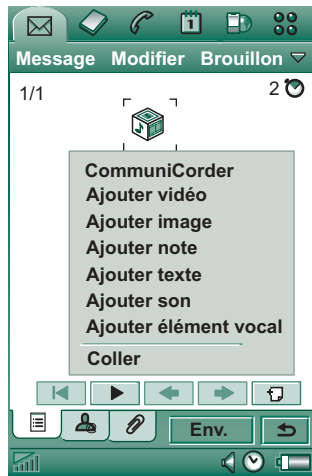 Message Modifier Brouillon
1/1 2
CommuniCorder
Ajouter vidéo
Ajouter image
Ajouter note
Ajouter texte
Ajouter son
Ajouter élément vocal
Coller
Env.